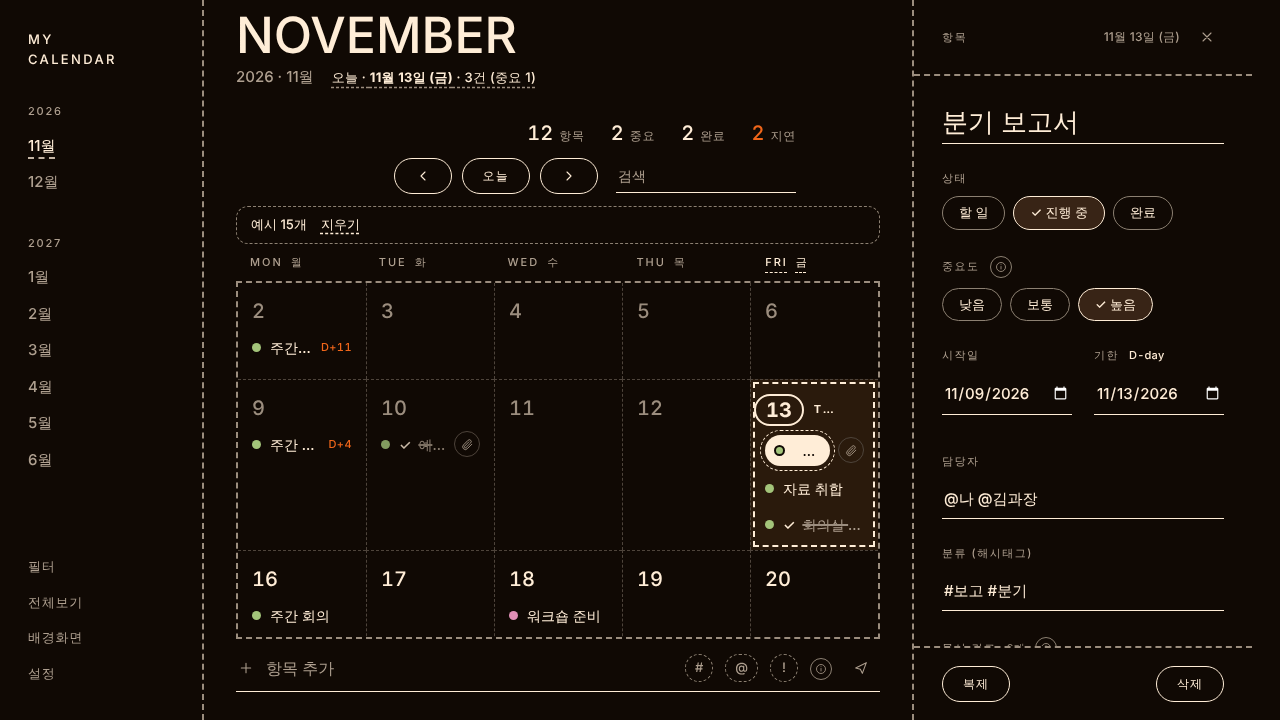 MY
CALENDAR
2026
11월
12월
2027
1월
2월
3월
4월
5월
6월
필터
전체보기
배경화면
설정
NOVEMBER
2026 · 11월 오늘 · 11월 13일 (금) · 3건 (중요 1)
12 항목 2 중요 2 완료 2 지연
오늘 검색
예시 15개 지우기
MON 월 TUE 화 WED 수 THU 목 FRI 금
2 3 4 5 6
주간... D+11
9 10 11 12 13 T...
주간 ... D+4 ✓ 예... ...
자료 취합
✓ 회의실 ...
16 17 18 19 20
주간 회의 워크숍 준비
+ 항목 추가 # @ !
항목 11월 13일 (금)
분기 보고서
상태
할 일 ✓ 진행 중 완료
중요도
낮음 보통 ✓ 높음
시작일 기한 D-day
11/09/2026 11/13/2026
담당자
@나 @김과장
분류 (해시태그)
#보고 #분기
복제 삭제